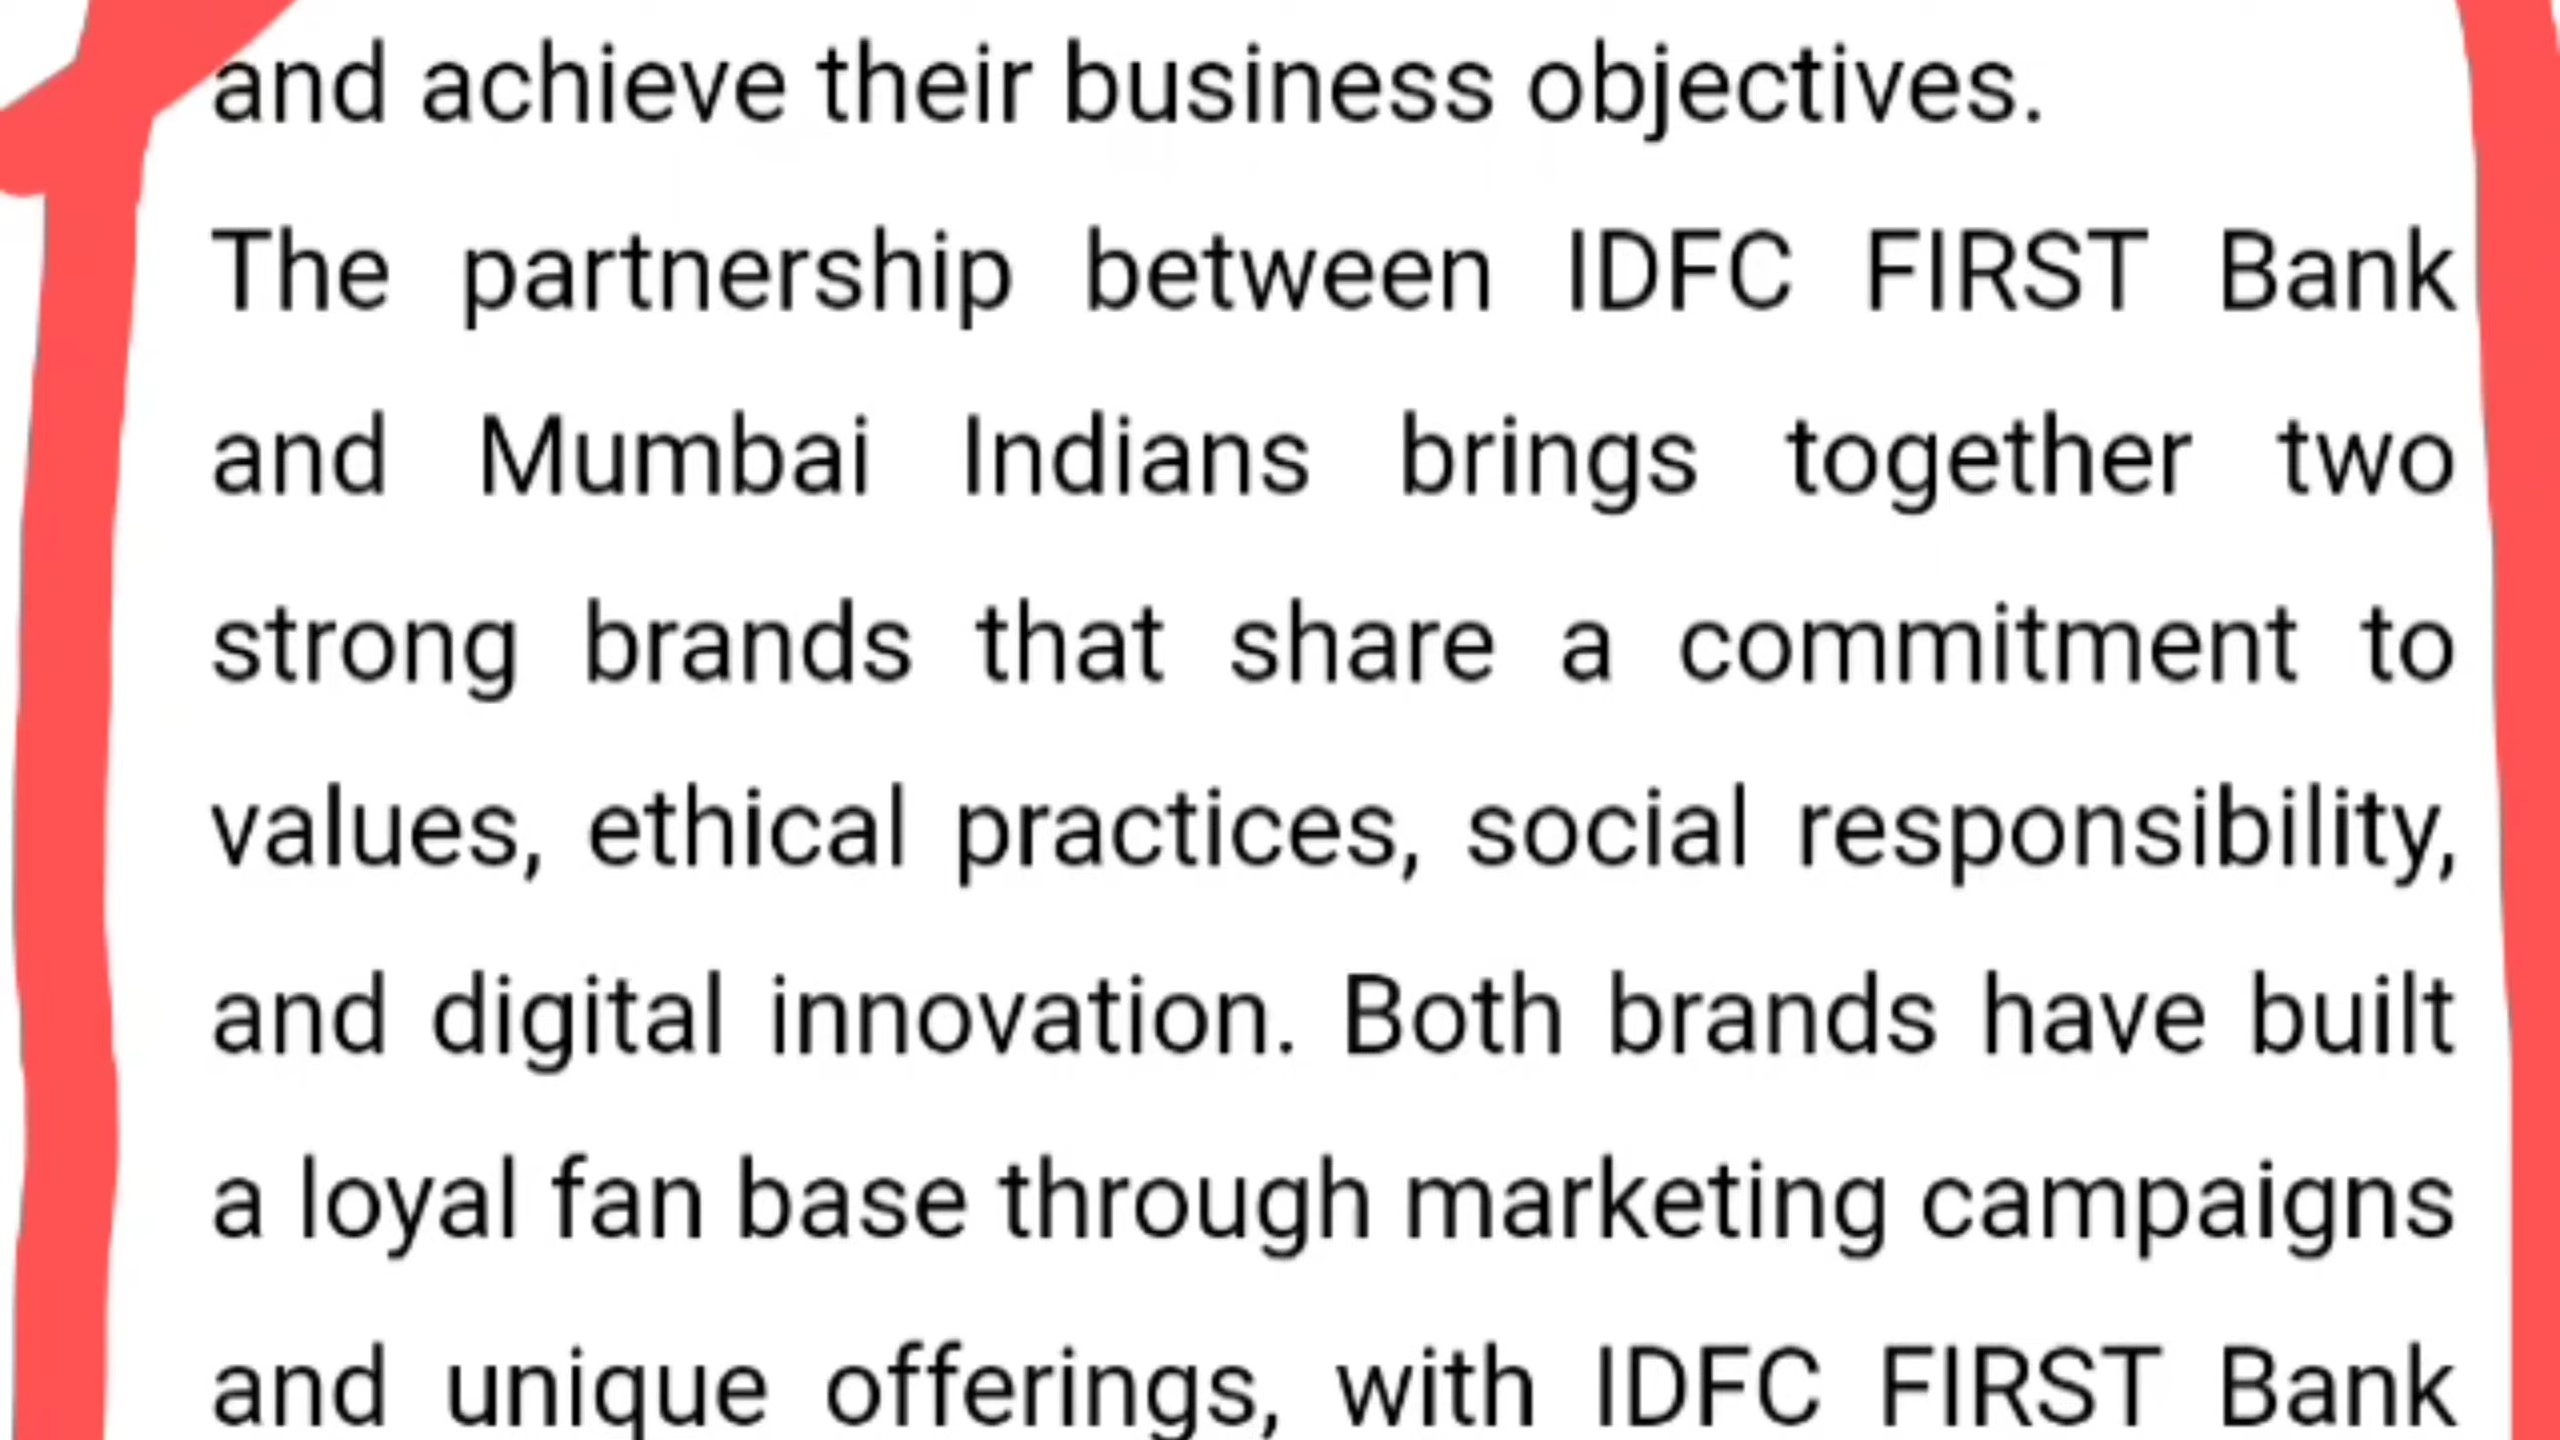 and achieve their business objectives.
The partnership between IDFC FIRST Bank
and Mumbai Indians brings together two
strong brands that share a commitment to
values, ethical practices, social responsibility,
and digital innovation. Both brands have built
a loyal fan base through marketing campaigns
and unique offerings, with IDFC FIRST Bank